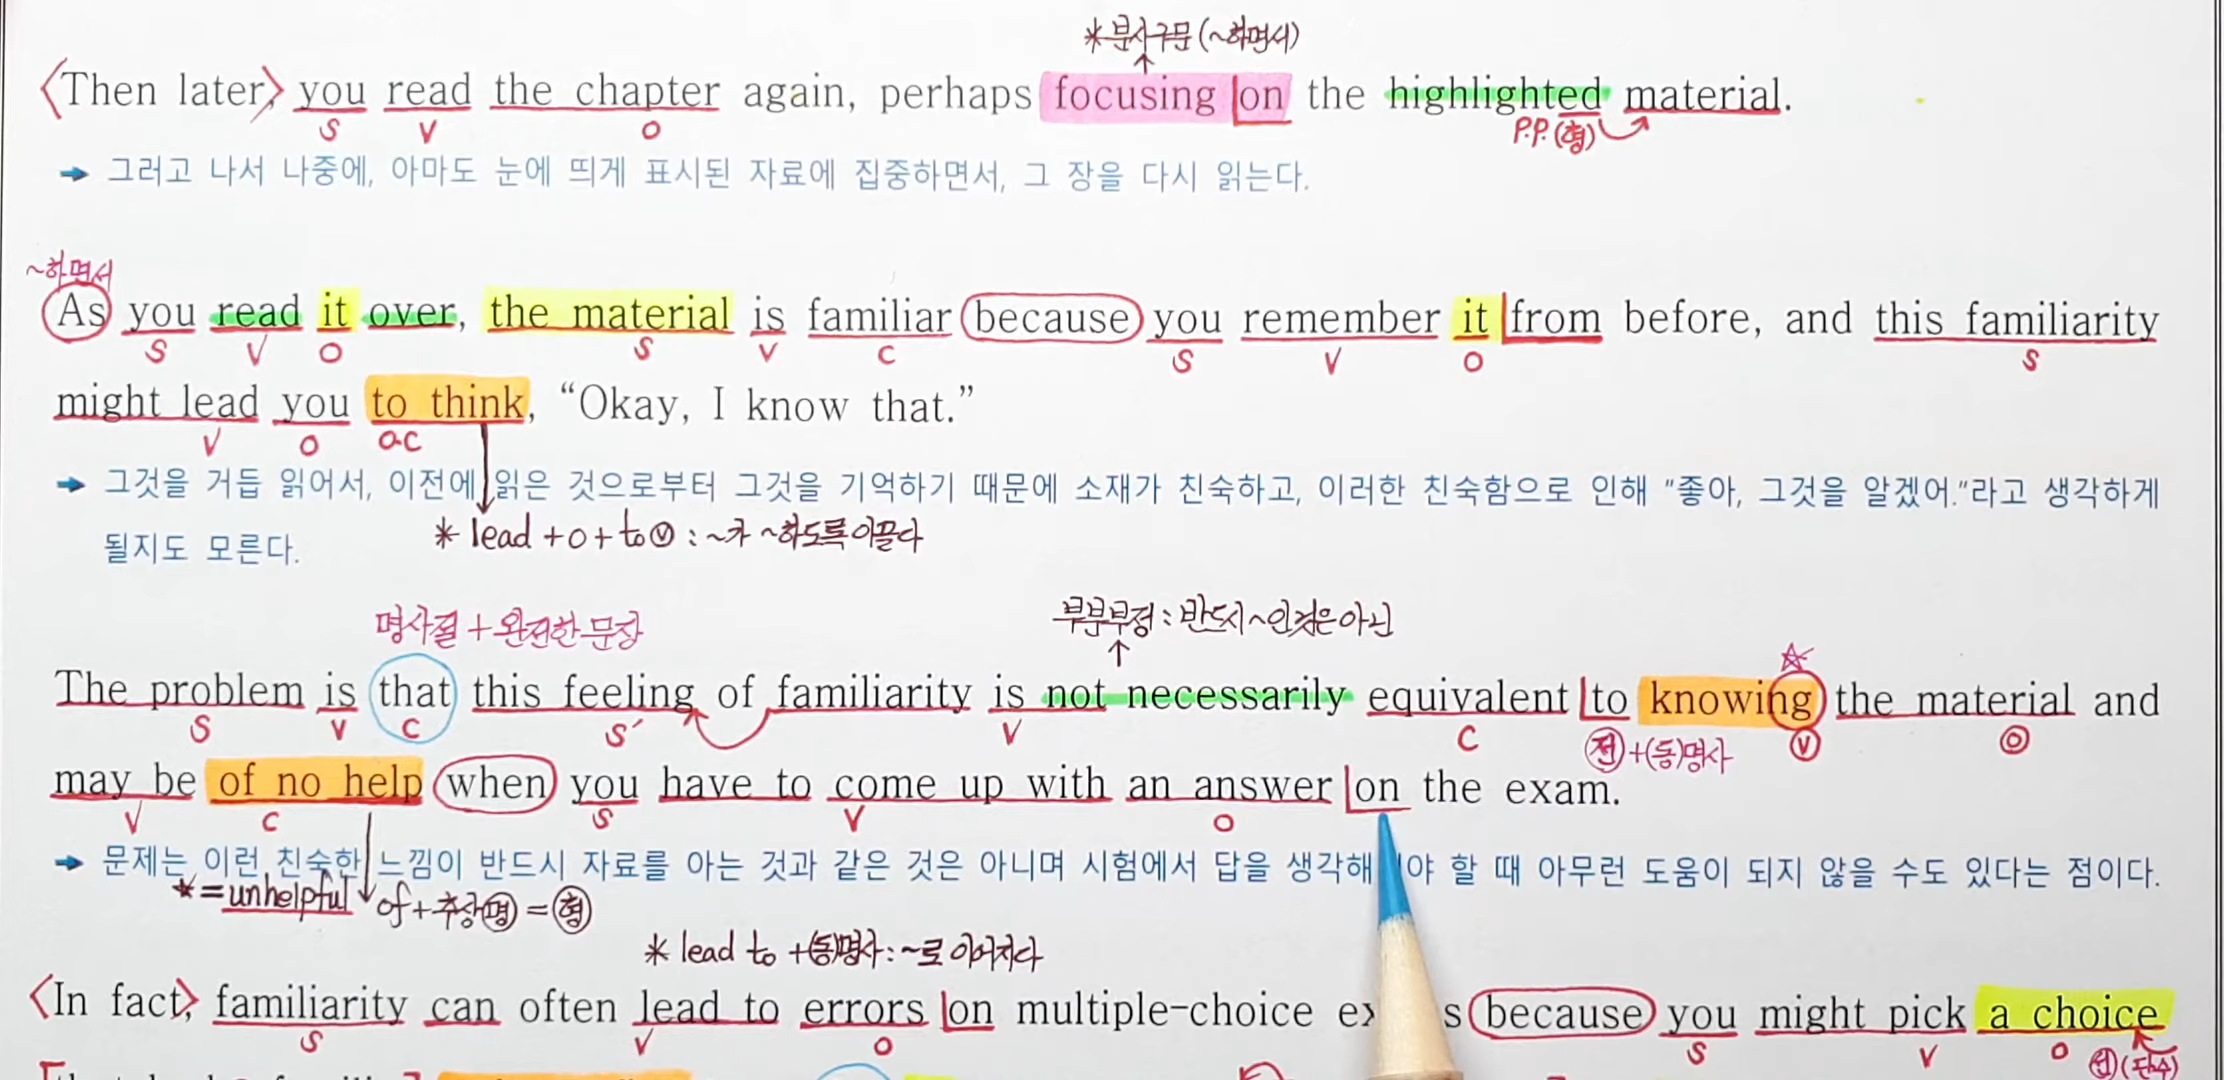 *분사구문(~하면서)
<Then later,> you read the chapter again, perhaps focusing on the highlighted material.
S V O P.P.(형)
→ 그러고 나서 나중에, 아마도 눈에 띄게 표시된 자료에 집중하면서, 그 장을 다시 읽는다.
~하면서
As you read it over, the material is familiar because you remember it from before, and this familiarity
S V O S V C S V O S
might lead you to think, “Okay, I know that.”
V O OC
→ 그것을 거듭 읽어서, 이전에 읽은 것으로부터 그것을 기억하기 때문에 소재가 친숙하고, 이러한 친숙함으로 인해 "좋아, 그것을 알겠어."라고 생각하게
* lead + o + to ⓥ : ~가 ~하도록 이끌다
될지도 모른다.
명사절 + 완전한 문장 부분부정 : 반드시 ~인 것은 아닌
The problem is that this feeling of familiarity is not necessarily equivalent to knowing the material and
S V C S′ V C 전+(동)명사 ⓥ ⓞ
may be of no help when you have to come up with an answer on the exam.
V C S V O
→ 문제는 이런 친숙한 느낌이 반드시 자료를 아는 것과 같은 것은 아니며 시험에서 답을 생각해 야 할 때 아무런 도움이 되지 않을 수도 있다는 점이다.
* = unhelpful of + 추상명 = 형
* lead to + (동)명사 : ~로 이어지다
<In fact,> familiarity can often lead to errors on multiple-choice ex s because you might pick a choice
S V O S V O 선(단수)